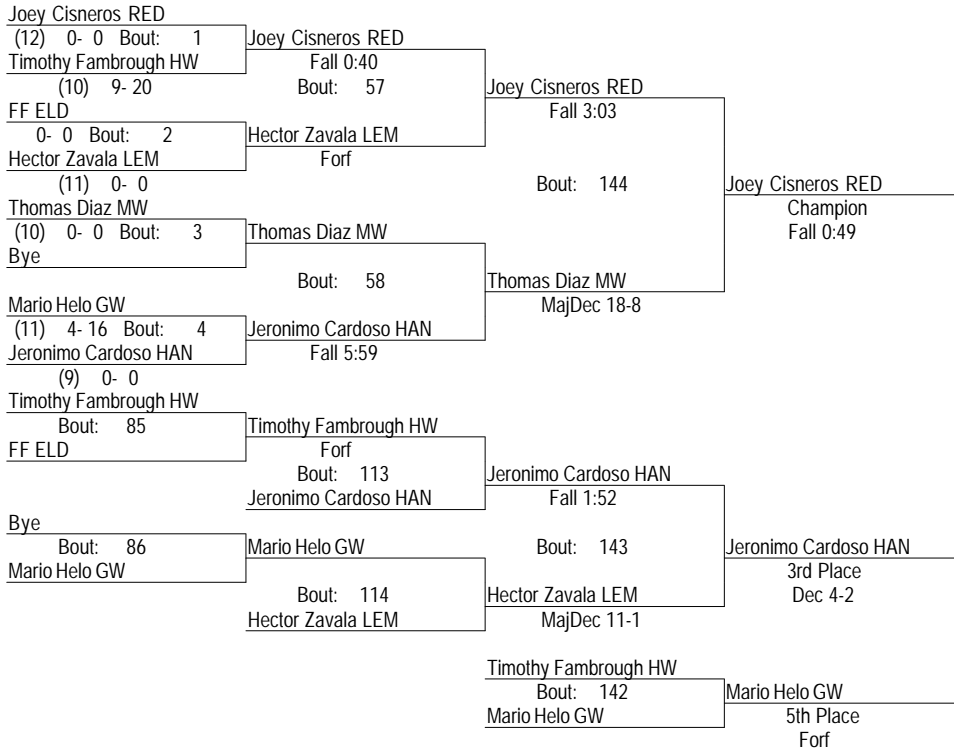 Joey Cisneros RED
(12) 0- 0 Bout: 1
Timothy Fambrough HW
(10) 9- 20
FF ELD
0- 0 Bout: 2
Hector Zavala LEM
(11) 0- 0
Thomas Diaz MW
(10) 0- 0 Bout: 3
Bye
Mario Helo GW
(11) 4- 16 Bout: 4
Jeronimo Cardoso HAN
(9) 0- 0
Joey Cisneros RED
Fall 0:40
Bout: 57
Hector Zavala LEM
Forf
Thomas Diaz MW
Bout: 58
Jeronimo Cardoso HAN
Fall 5:59
Joey Cisneros RED
Fall 3:03
Bout: 144
Thomas Diaz MW
MajDec 18-8
Joey Cisneros RED
Champion
Fall 0:49
Timothy Fambrough HW
Bout: 85
FF ELD
Bye
Bout: 86
Mario Helo GW
Timothy Fambrough HW
Forf
Bout: 113
Jeronimo Cardoso HAN
Mario Helo GW
Bout: 114
Hector Zavala LEM
Jeronimo Cardoso HAN
Fall 1:52
Bout: 143
Hector Zavala LEM
MajDec 11-1
Jeronimo Cardoso HAN
3rd Place
Dec 4-2
Timothy Fambrough HW
Bout: 142
Mario Helo GW
Mario Helo GW
5th Place
Forf